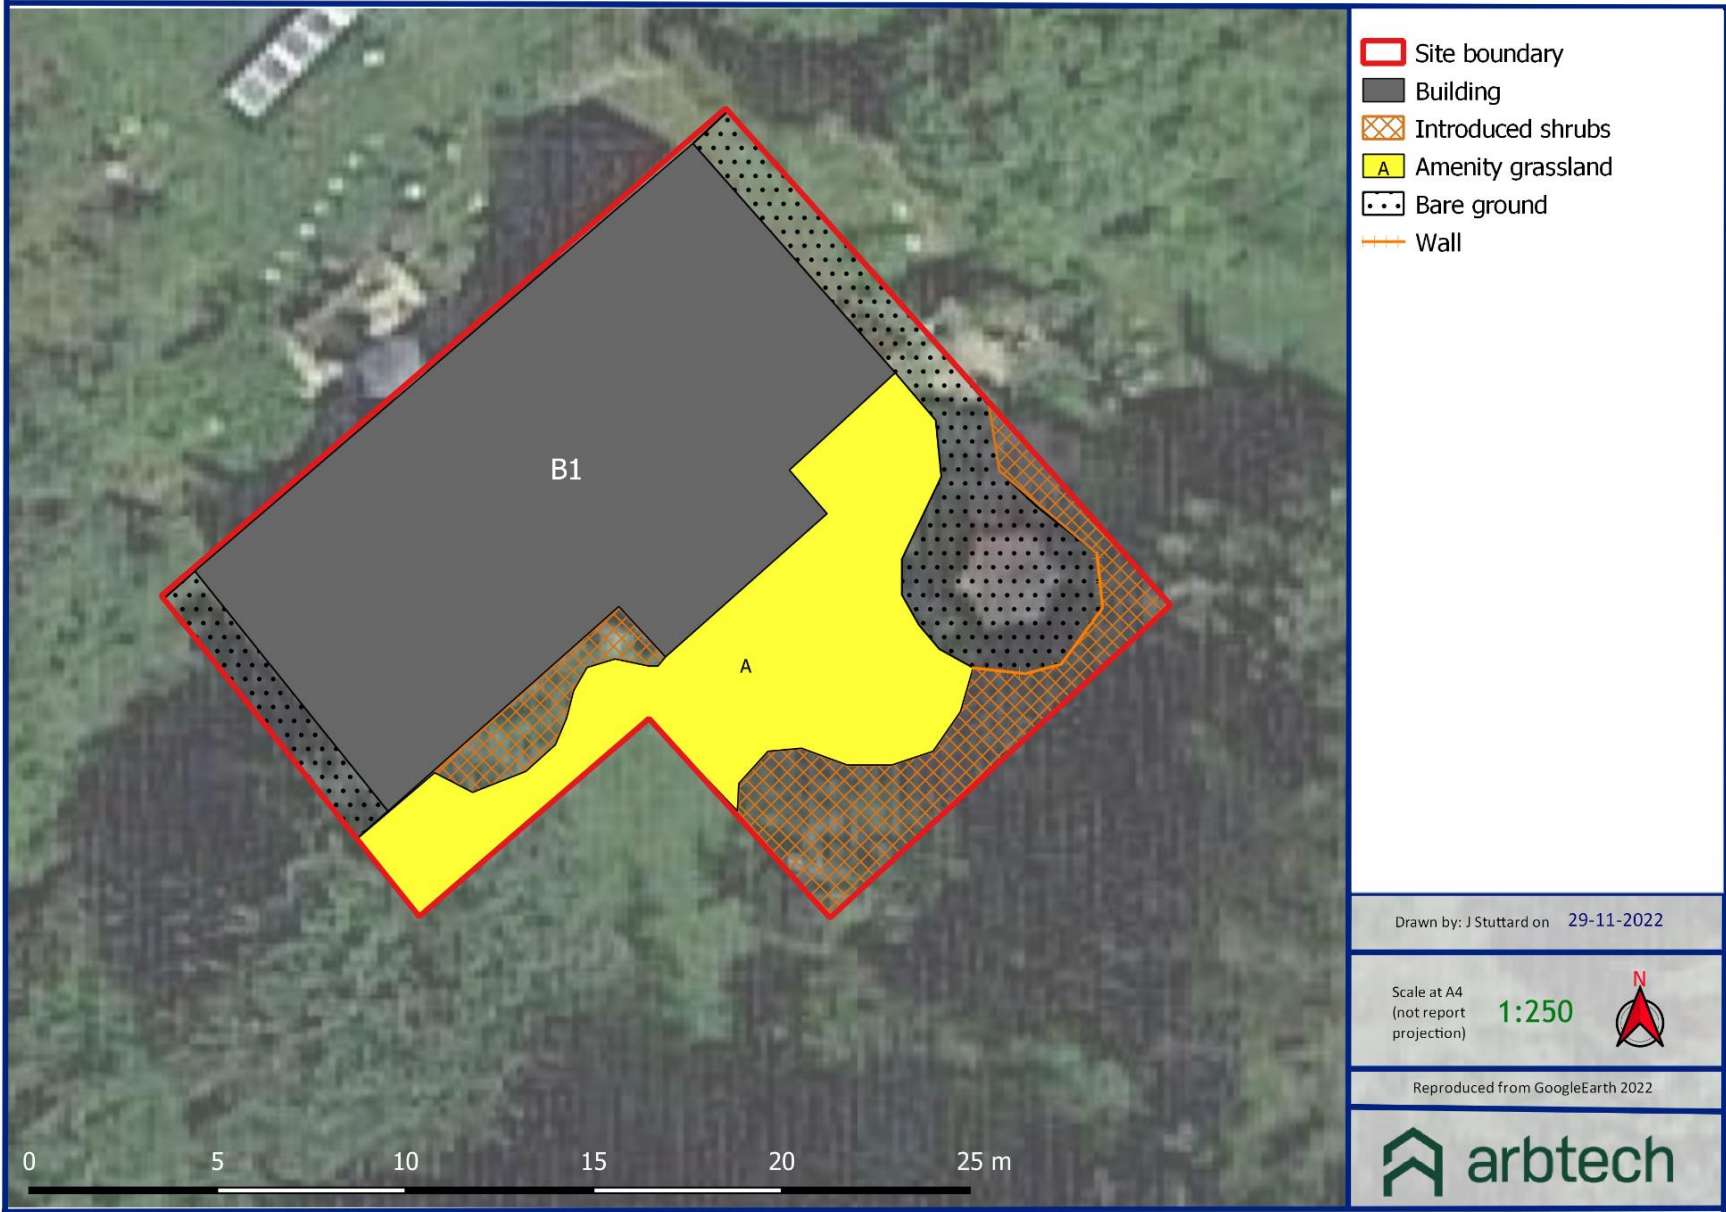 Site boundary
Building
Introduced shrubs
A Amenity grassland
Bare ground
Wall
B1
A
Drawn by: J Stuttard on 29-11-2022
Scale at A4
(not report
projection)
1:250
N
Reproduced from GoogleEarth 2022
arbtech
0 5 10 15 20 25 m